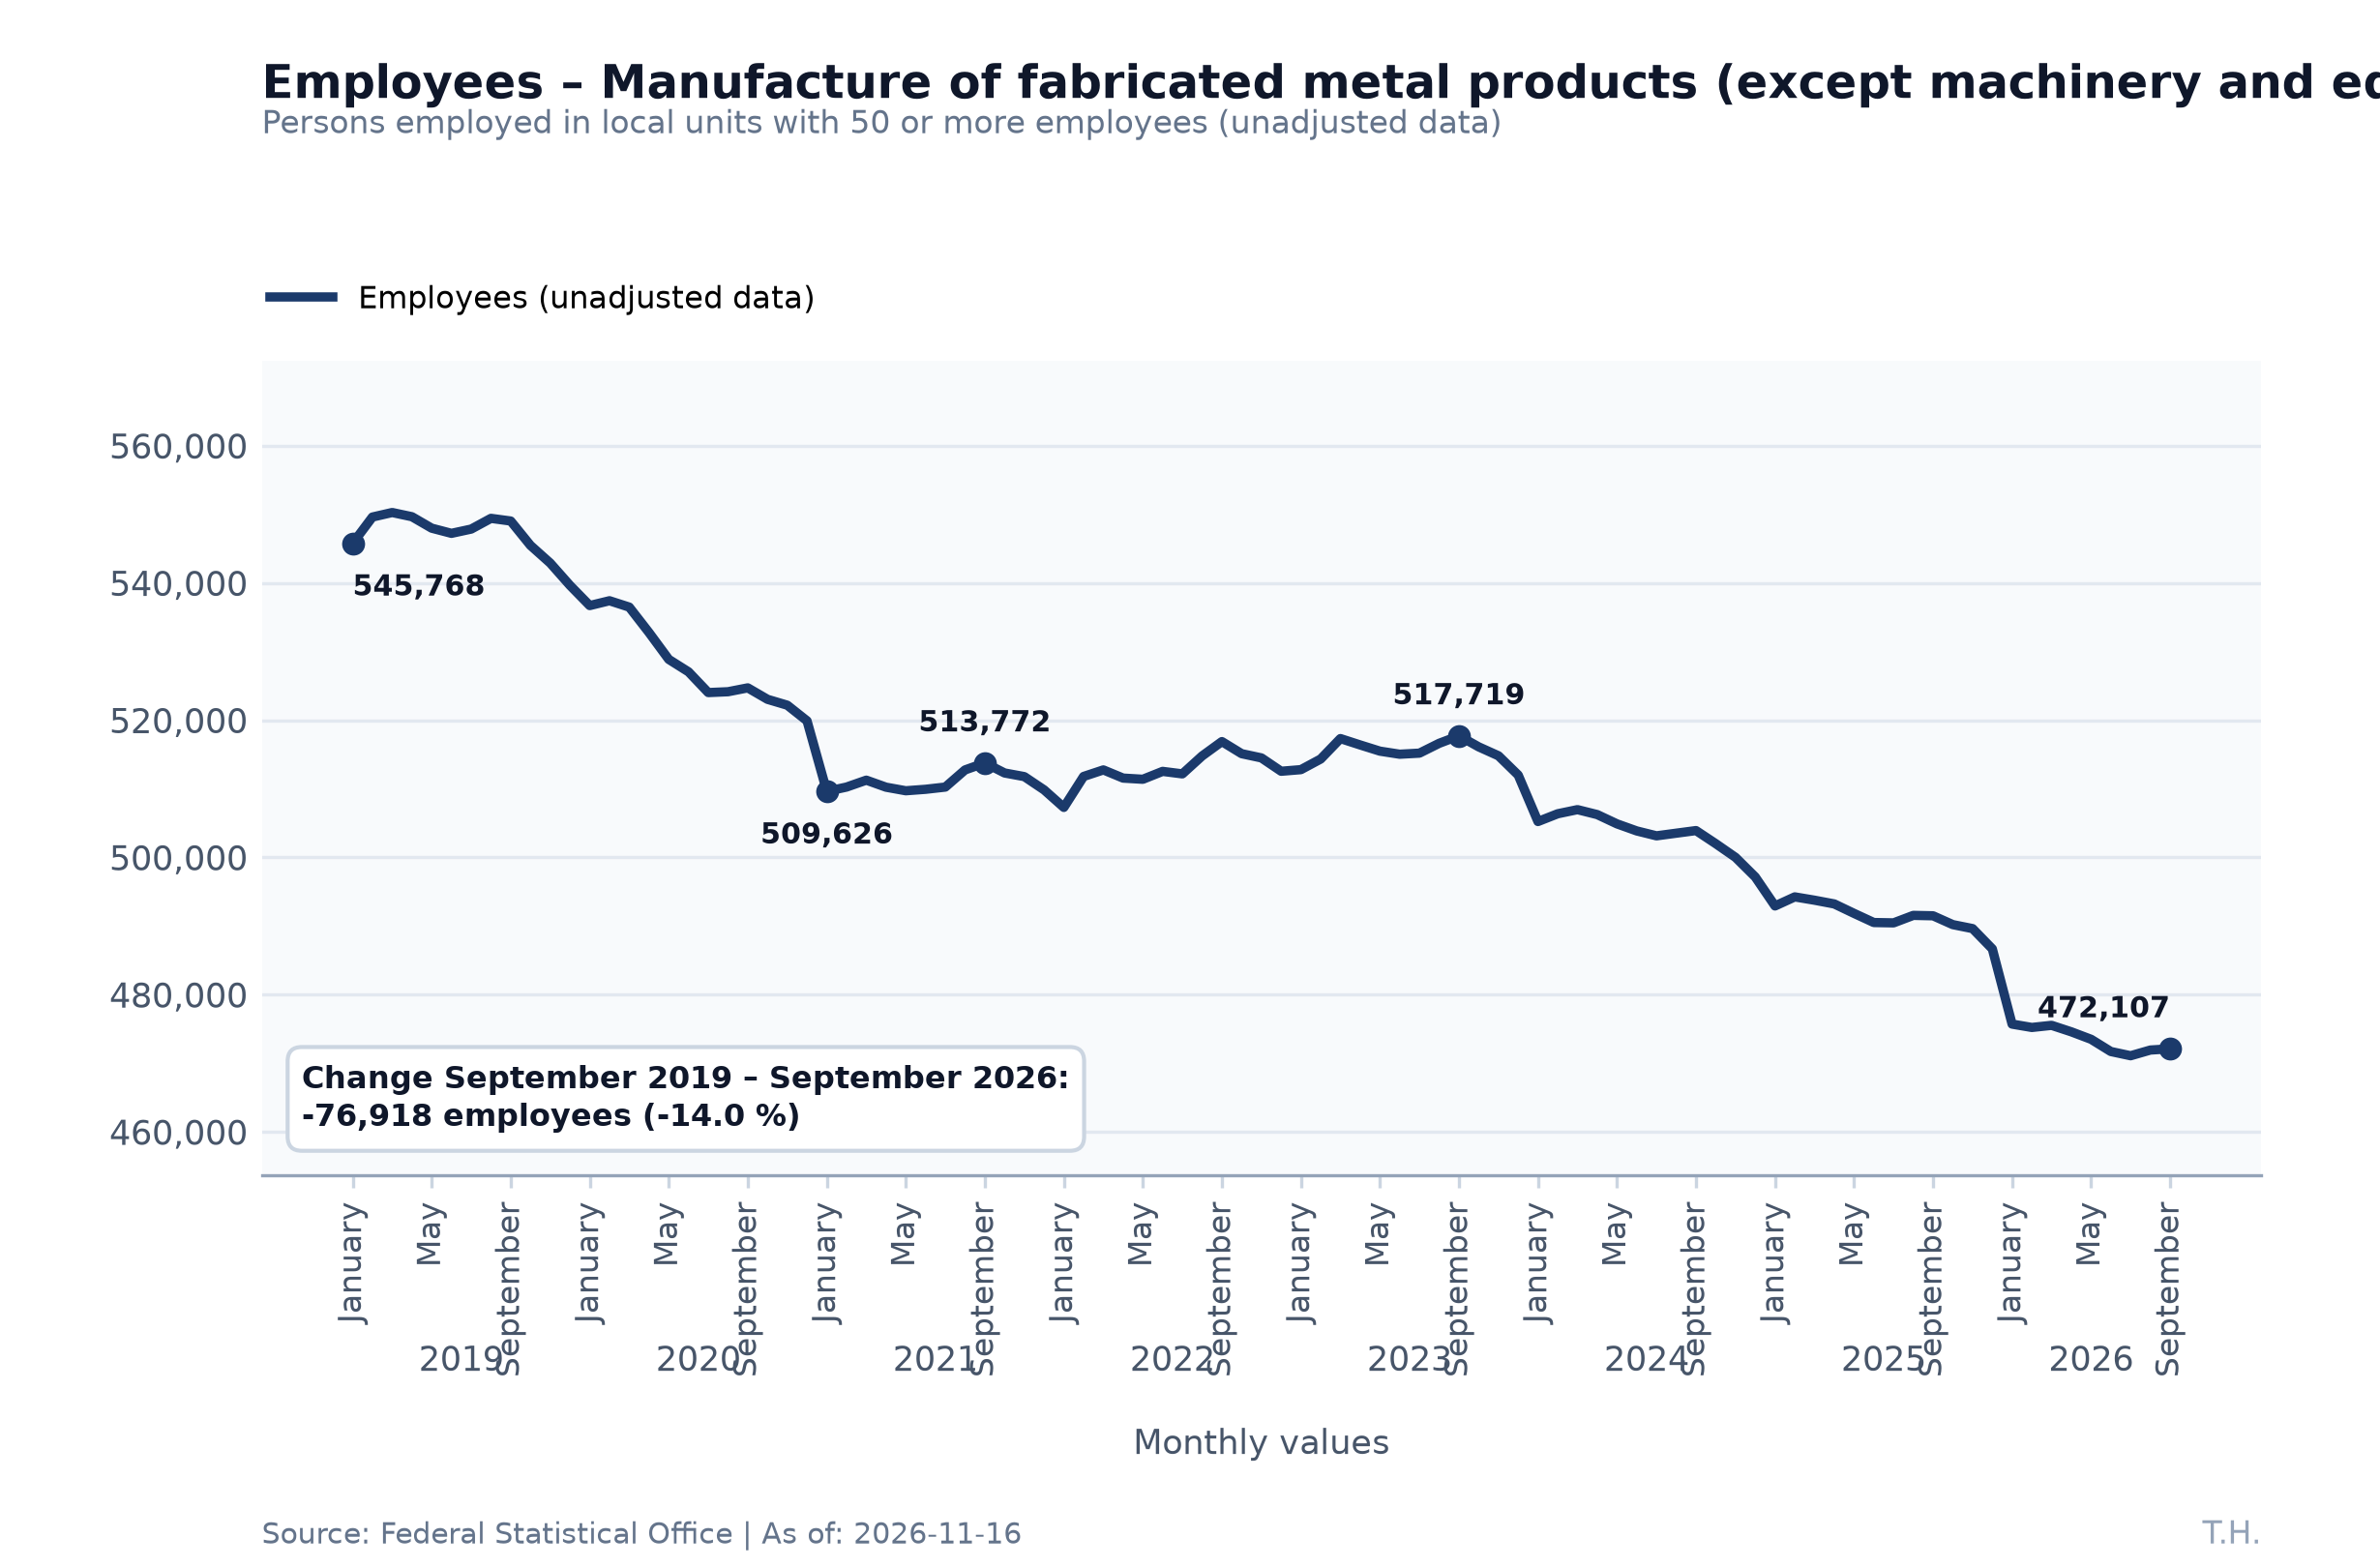 Employees – Manufacture of fabricated metal products (except machinery and
Persons employed in local units with 50 or more employees (unadjusted data)
Employees (unadjusted data)
560,000
540,000
520,000
500,000
480,000
460,000
545,768
509,626
513,772
517,719
472,107
Change September 2019 – September 2026:
-76,918 employees (-14.0 %)
January May September January May September January May September January May September January May September January May September January May September January May September
2019 2020 2021 2022 2023 2024 2025 2026
Monthly values
Source: Federal Statistical Office | As of: 2026-11-16
T.H.